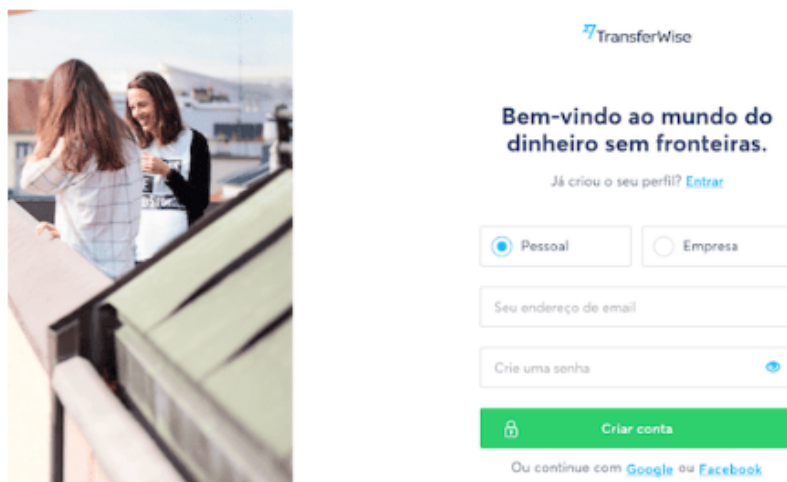 TransferWise
Bem-vindo ao mundo do
dinheiro sem fronteiras.
Já criou o seu perfil? Entrar
Pessoal
Empresa
Seu endereço de email
Crie uma senha
Criar conta
Ou continue com Google ou Facebook